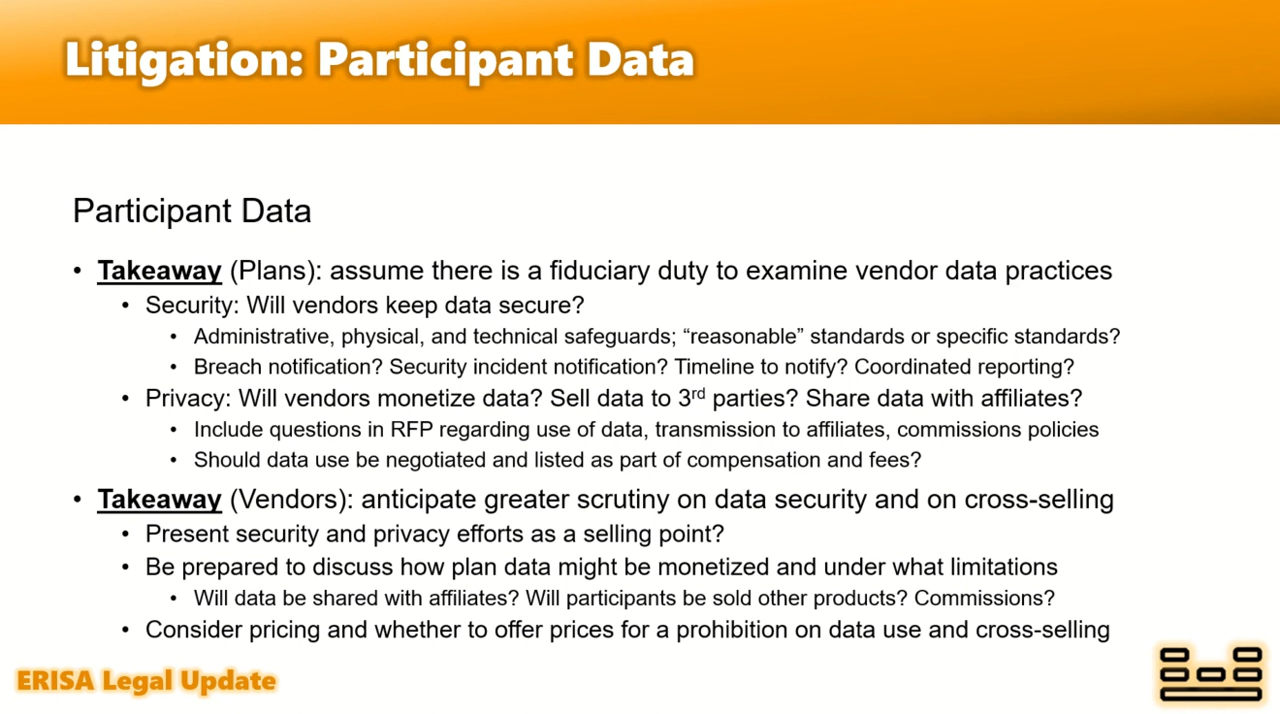 Litigation: Participant Data
Participant Data
• Takeaway (Plans): assume there is a fiduciary duty to examine vendor data practices
• Security: Will vendors keep data secure?
• Administrative, physical, and technical safeguards; “reasonable” standards or specific standards?
• Breach notification? Security incident notification? Timeline to notify? Coordinated reporting?
• Privacy: Will vendors monetize data? Sell data to 3rd parties? Share data with affiliates?
• Include questions in RFP regarding use of data, transmission to affiliates, commissions policies
• Should data use be negotiated and listed as part of compensation and fees?
• Takeaway (Vendors): anticipate greater scrutiny on data security and on cross-selling
• Present security and privacy efforts as a selling point?
• Be prepared to discuss how plan data might be monetized and under what limitations
• Will data be shared with affiliates? Will participants be sold other products? Commissions?
• Consider pricing and whether to offer prices for a prohibition on data use and cross-selling
ERISA Legal Update